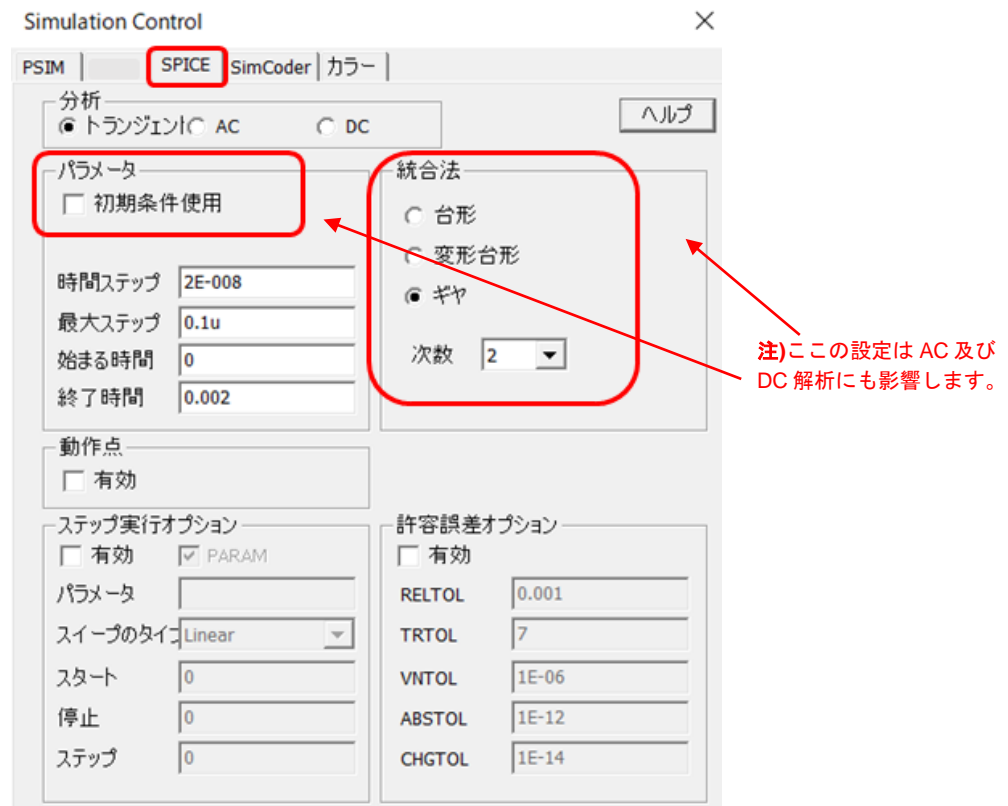 Simulation Control
PSIM SPICE SimCoder カラー
分析
トランジェント AC DC
ヘルプ
パラメータ
初期条件使用
時間ステップ 2E-008
最大ステップ 0.1u
始まる時間 0
終了時間 0.002
統合法
台形
変形台形
ギヤ
次数 2
注)ここの設定は AC 及び
DC 解析にも影響します。
動作点
有効
ステップ実行オプション
有効 PARAM
パラメータ
スイープのタイプ Linear
スタート 0
停止 0
ステップ 0
許容誤差オプション
有効
RELTOL 0.001
TRTOL 7
VNTOL 1E-06
ABSTOL 1E-12
CHGTOL 1E-14